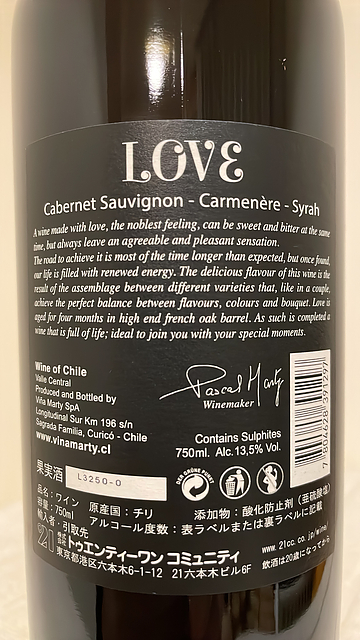 LOVE
Cabernet Sauvignon - Carmenère - Syrah
A wine made with love, the noblest feeling, can be sweet and bitter at the same
time, but always leave an agreeable and pleasant sensation.
The road to achieve it is most of the time longer than expected, but once found,
our life is filled with renewed energy. The delicious flavour of this wine is the
result of the assemblage between different varieties that, like in a couple,
achieve the perfect balance between flavours, colours and bouquet. Love is
aged for four months in high end french oak barrel. As such is completed a
wine that is full of life; ideal to join you with your special moments.
Wine of Chile
Valle Central
Produced and Bottled by
Viña Marty SpA
Longitudinal Sur Km 196 s/n
Sagrada Familia, Curicó - Chile
www.vinamarty.cl
Pascal Marty
Winemaker
Contains Sulphites
750ml. Alc.13,5% Vol.
7 804628 391297
DER GRÜNE PUNKT
果実酒 L3250-0
品名：ワイン 原産国：チリ 添加物：酸化防止剤（亜硫酸塩）
容量：750ml アルコール度数：表ラベルまたは裏ラベルに記載
輸入者・引取先
21 株式会社 トゥエンティーワン コミュニティ www.21cc.co.jp/wine/
東京都港区六本木6-1-12 21六本木ビル6F 飲酒は20歳になってから